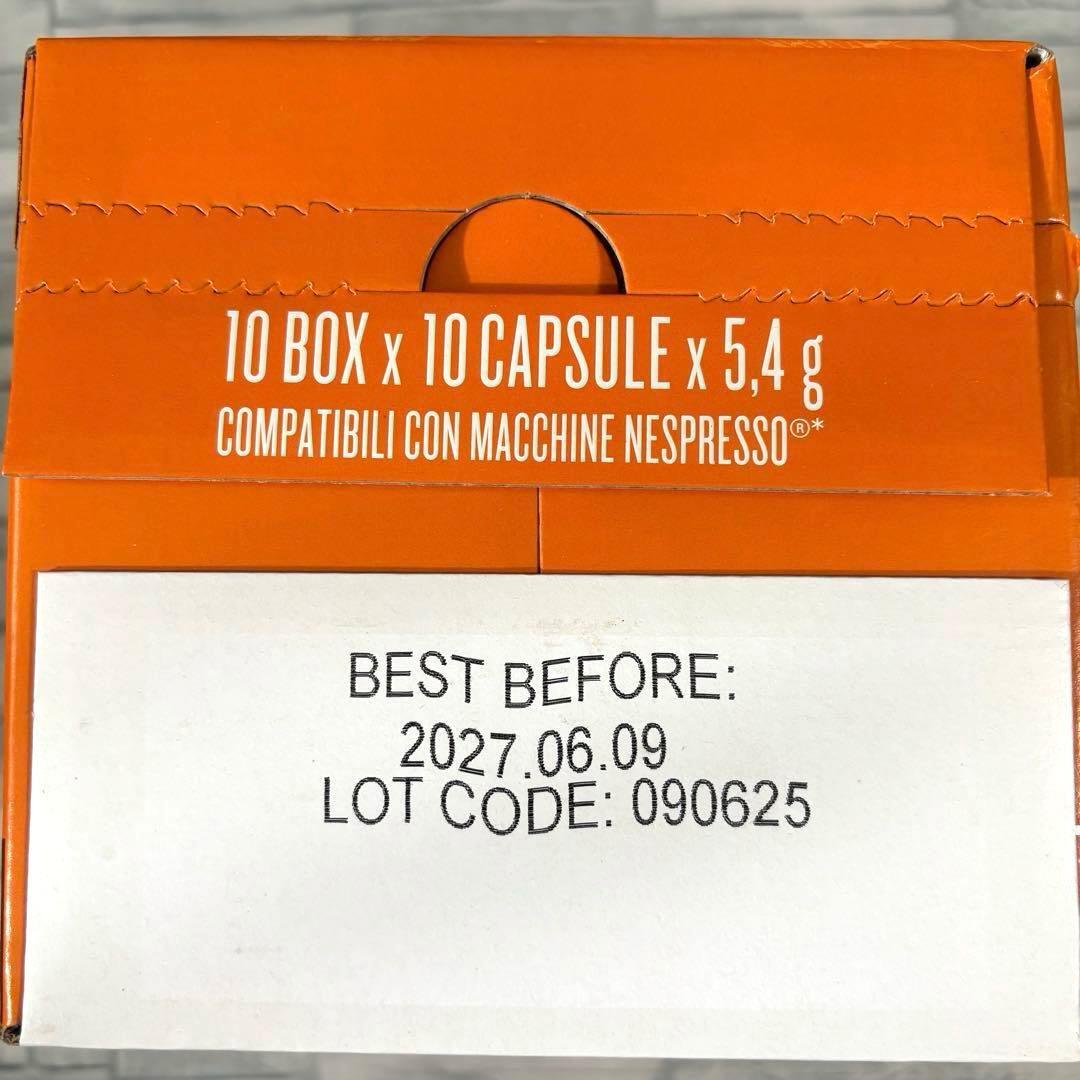 10 BOX x 10 CAPSULE x 5,4 g
COMPATIBILI CON MACCHINE NESPRESSO®*
BEST BEFORE:
2027.06.09
LOT CODE: 090625